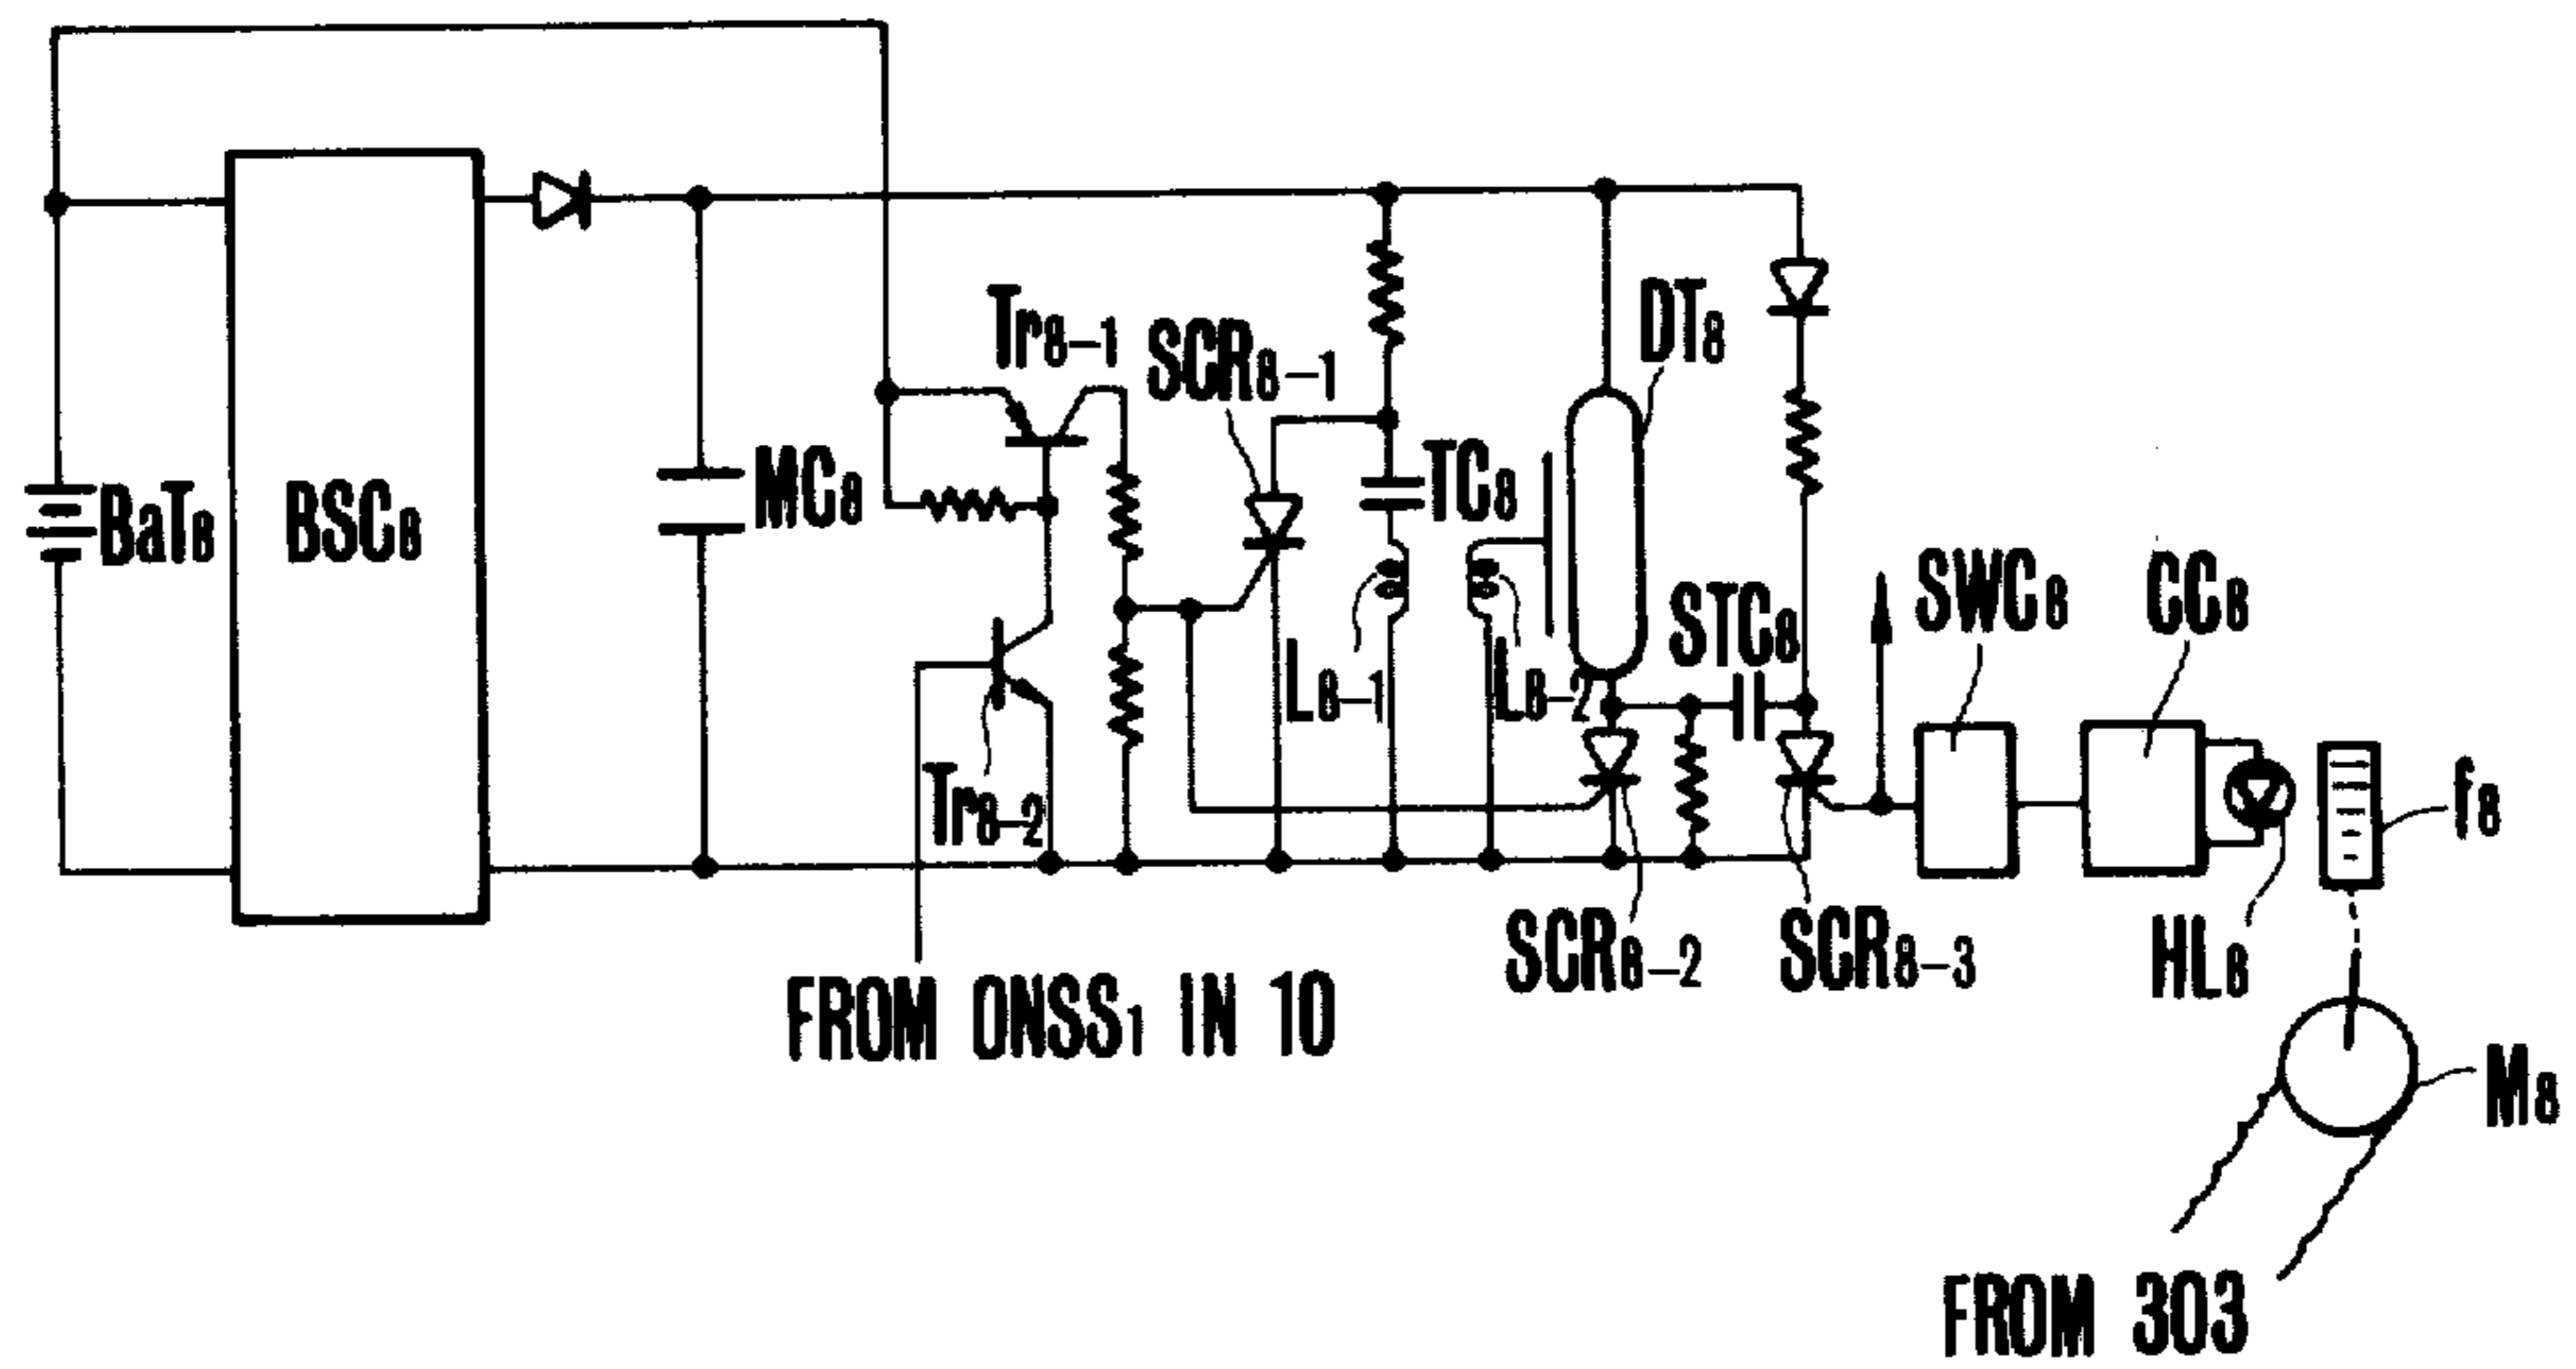 Tr8-1
SCR8-1
DT8
BaT8
BSC8
MC8
TC8
STC8
SWC8
CC8
L8-1
L8-2
Tr8-2
f8
SCR8-2
SCR8-3
HL8
FROM ONSS1 IN 10
M8
FROM 303